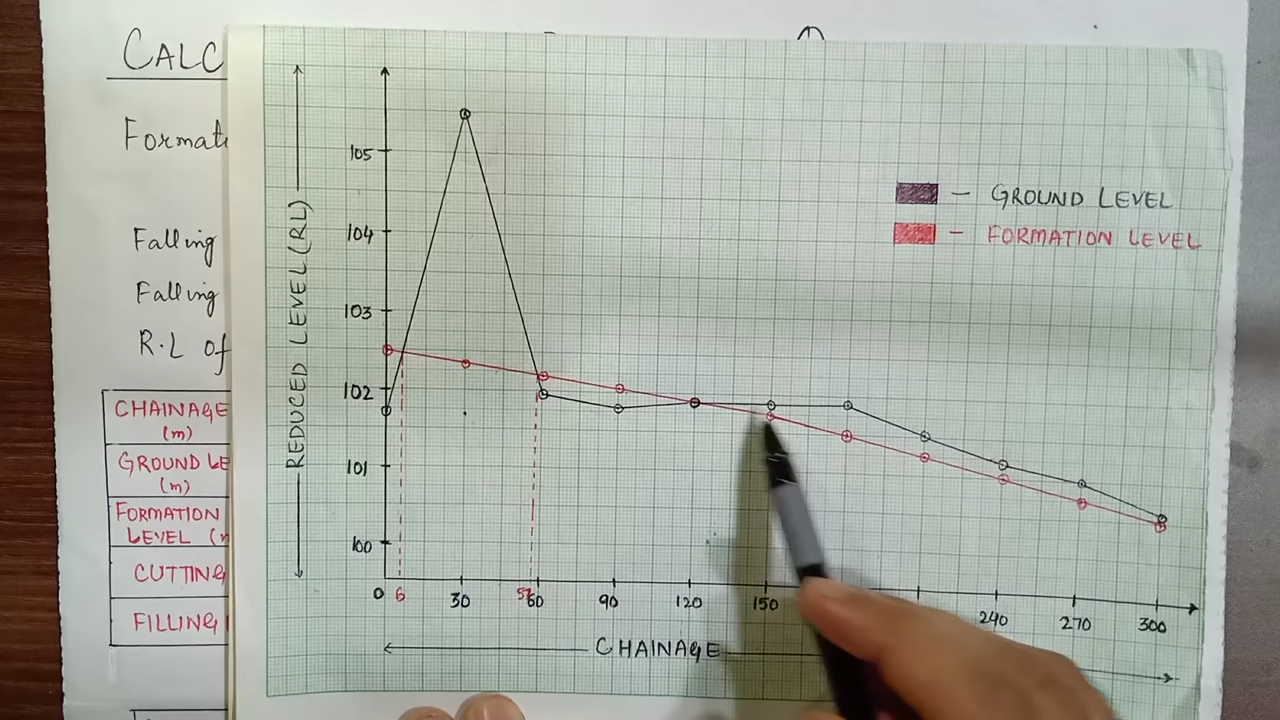 CALC
Formati
Falling
Falling
R.L of
CHAINAGE
(m)
GROUND LE
(m)
FORMATION
LEVEL (
CUTTING
FILLING
REDUCED LEVEL (RL)
105
104
103
102
101
100
- GROUND LEVEL
- FORMATION LEVEL
0 6 30 57 60 90 120 150 240 270 300
CHAINAGE